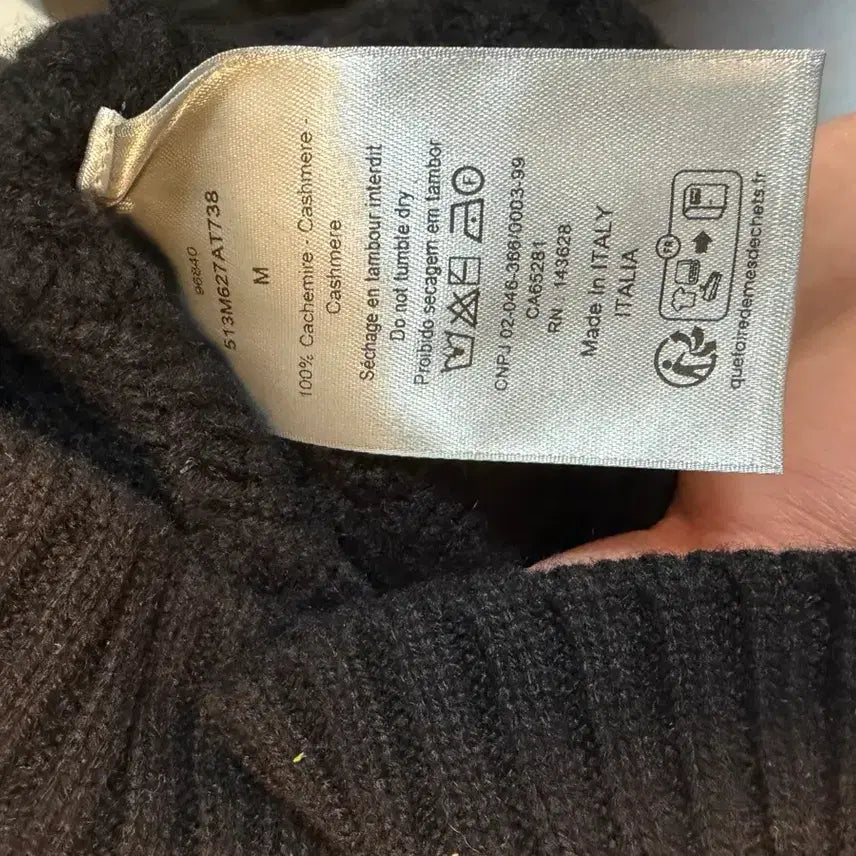 96840
513M627AT738
M
100% Cachemire - Cashmere -
Cashmere
Séchage en tambour interdit
Do not tumble dry
Proibido secagem em tambor
F
CNPJ 02-046-366/0003-99
CA65281
RN : 143628
Made In ITALY
ITALIA
FR
quefairedemesdechets.fr